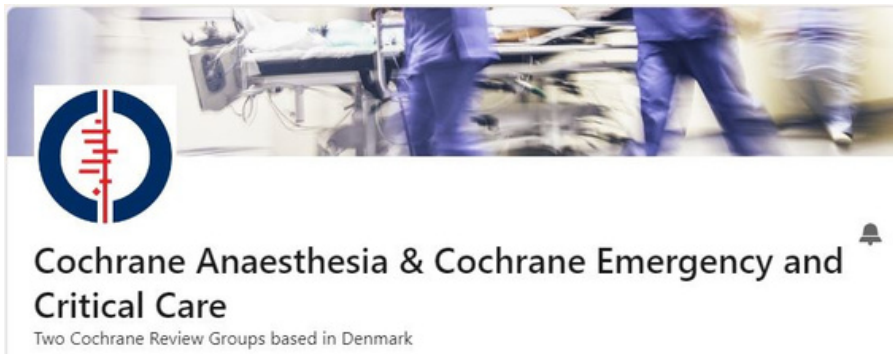 Cochrane Anaesthesia & Cochrane Emergency and
Critical Care
Two Cochrane Review Groups based in Denmark